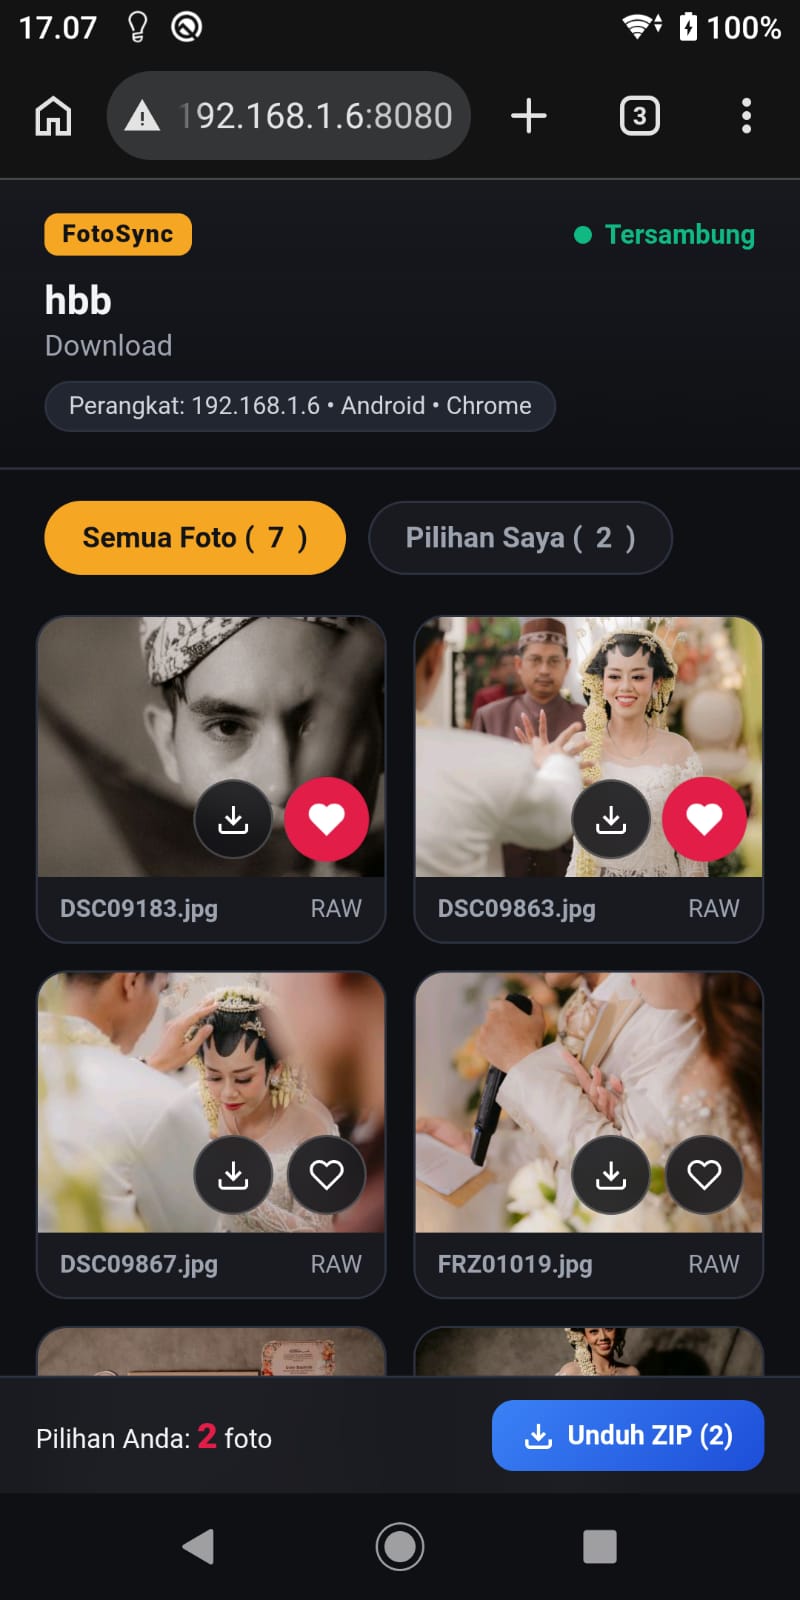 17.07
100%
192.168.1.6:8080
3
FotoSync
Tersambung
hbb
Download
Perangkat: 192.168.1.6 • Android • Chrome
Semua Foto ( 7 )
Pilihan Saya ( 2 )
DSC09183.jpg RAW
DSC09863.jpg RAW
DSC09867.jpg RAW
FRZ01019.jpg RAW
Pilihan Anda: 2 foto
Unduh ZIP (2)